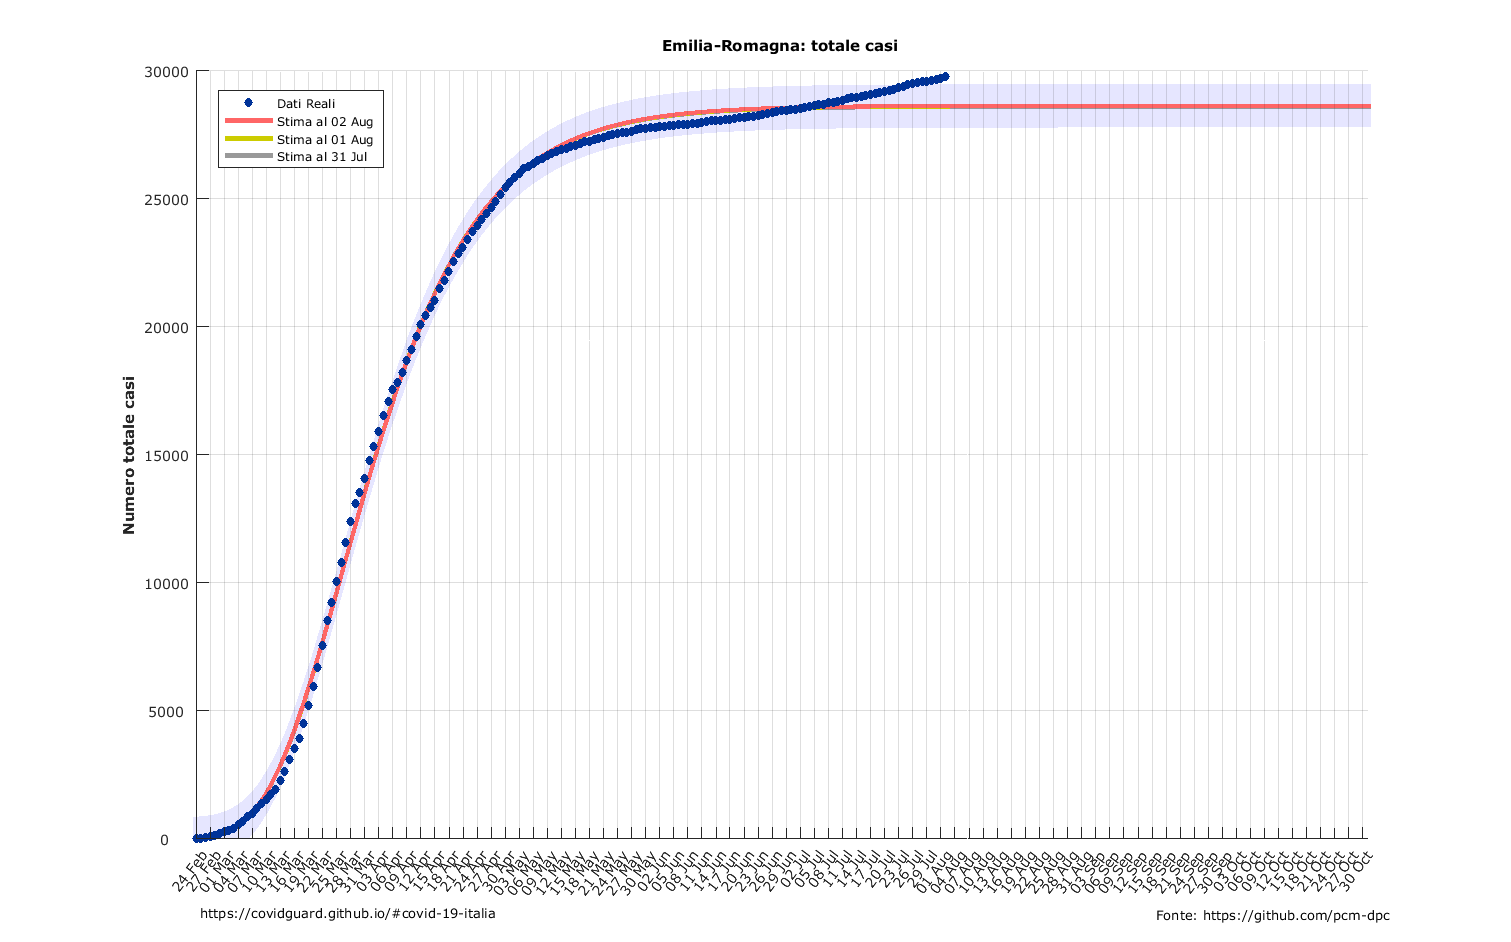 Emilia-Romagna: totale casi
Dati Reali
Stima al 02 Aug
Stima al 01 Aug
Stima al 31 Jul
Numero totale casi
30000
25000
20000
15000
10000
5000
0
24 Feb
27 Feb
01 Mar
04 Mar
07 Mar
10 Mar
13 Mar
16 Mar
19 Mar
22 Mar
25 Mar
28 Mar
31 Mar
03 Apr
06 Apr
09 Apr
12 Apr
15 Apr
18 Apr
21 Apr
24 Apr
27 Apr
30 Apr
03 May
06 May
09 May
12 May
15 May
18 May
21 May
24 May
27 May
30 May
02 Jun
05 Jun
08 Jun
11 Jun
14 Jun
17 Jun
20 Jun
23 Jun
26 Jun
29 Jun
02 Jul
05 Jul
08 Jul
11 Jul
14 Jul
17 Jul
20 Jul
23 Jul
26 Jul
29 Jul
01 Aug
04 Aug
07 Aug
10 Aug
13 Aug
16 Aug
19 Aug
22 Aug
25 Aug
28 Aug
31 Aug
03 Sep
06 Sep
09 Sep
12 Sep
15 Sep
18 Sep
21 Sep
24 Sep
27 Sep
30 Sep
03 Oct
06 Oct
09 Oct
12 Oct
15 Oct
18 Oct
21 Oct
24 Oct
27 Oct
30 Oct
https://covidguard.github.io/#covid-19-italia
Fonte: https://github.com/pcm-dpc